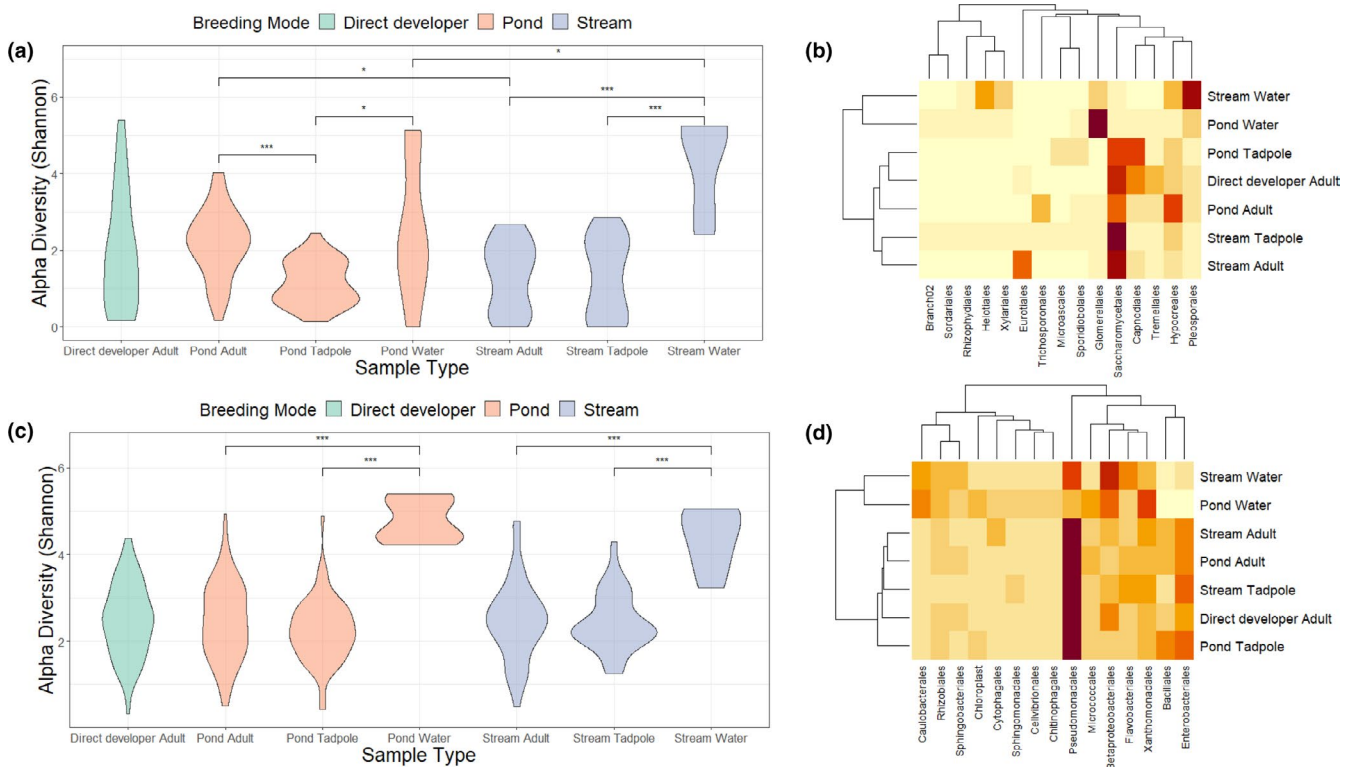 Breeding Mode Direct developer Pond Stream
(a)
Alpha Diversity (Shannon)
6
4
2
0
*
*
***
*
***
***
Direct developer Adult Pond Adult Pond Tadpole Pond Water Stream Adult Stream Tadpole Stream Water
Sample Type
(b)
Stream Water
Pond Water
Pond Tadpole
Direct developer Adult
Pond Adult
Stream Tadpole
Stream Adult
Branch02
Sordariales
Rhizophydiales
Helotiales
Xylariales
Eurotiales
Trichosporonales
Microascales
Sporidiobolales
Glomerellales
Saccharomycetales
Capnodiales
Tremellales
Hypocreales
Pleosporales
Breeding Mode Direct developer Pond Stream
(c)
Alpha Diversity (Shannon)
6
4
2
***
***
***
***
Direct developer Adult Pond Adult Pond Tadpole Pond Water Stream Adult Stream Tadpole Stream Water
Sample Type
(d)
Stream Water
Pond Water
Stream Adult
Pond Adult
Stream Tadpole
Direct developer Adult
Pond Tadpole
Caulobacterales
Rhizobiales
Sphingobacteriales
Chloroplast
Cytophagales
Sphingomonadales
Cellvibrionales
Chitinophagales
Pseudomonadales
Micrococcales
Betaproteobacteriales
Flavobacteriales
Xanthomonadales
Bacillales
Enterobacteriales